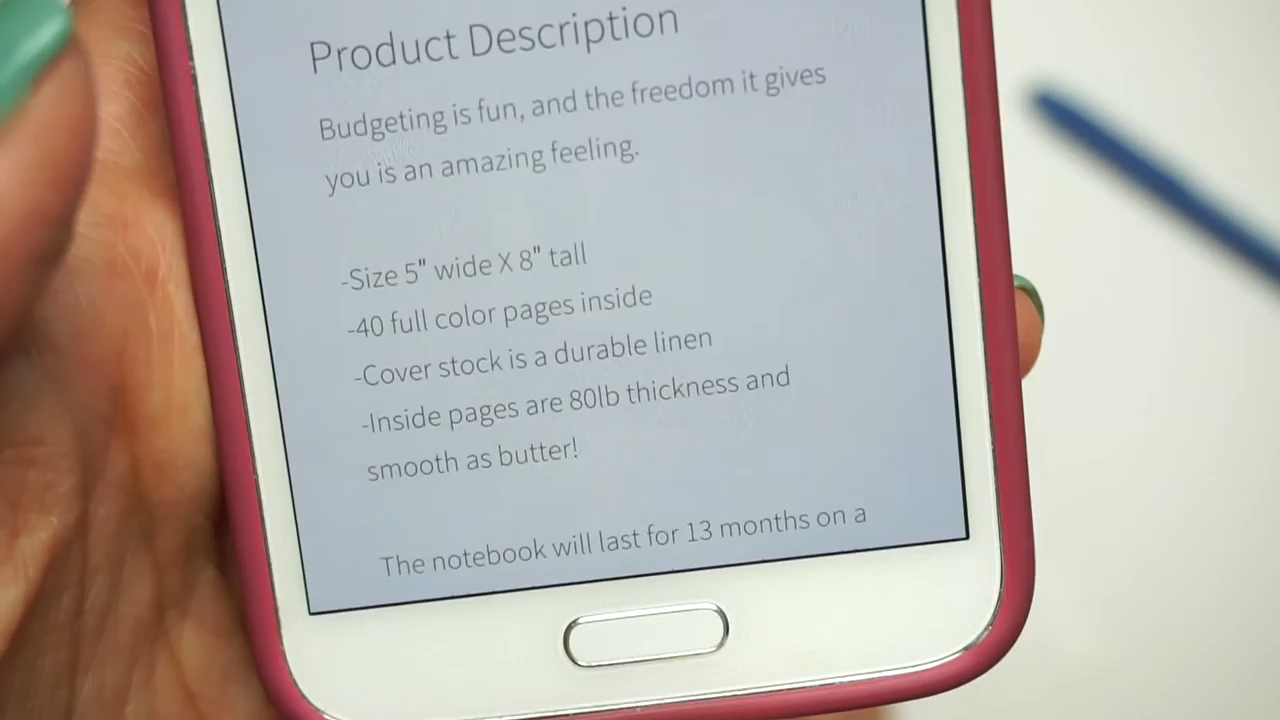 Product Description
Budgeting is fun, and the freedom it gives
you is an amazing feeling.
-Size 5" wide X 8" tall
-40 full color pages inside
-Cover stock is a durable linen
-Inside pages are 80lb thickness and
smooth as butter!
The notebook will last for 13 months on a